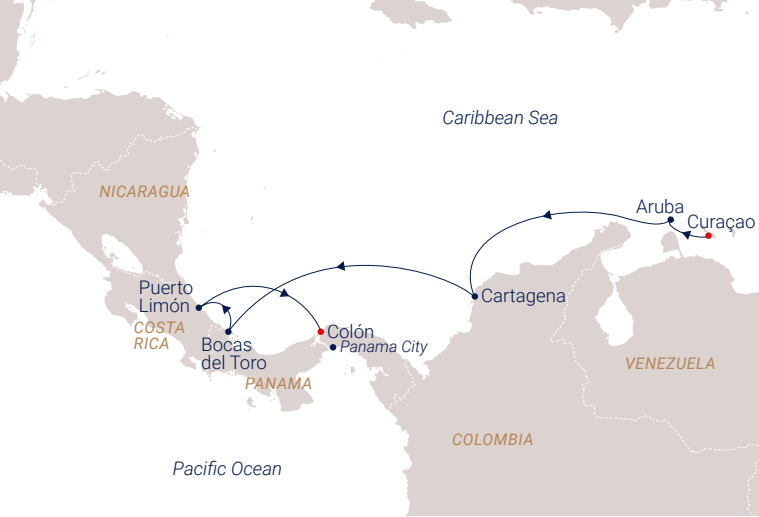 Caribbean Sea
NICARAGUA
Aruba
Curaçao
Puerto
Limón
Cartagena
COSTA
RICA
Colón
Bocas
del Toro
Panama City
VENEZUELA
PANAMA
COLOMBIA
Pacific Ocean